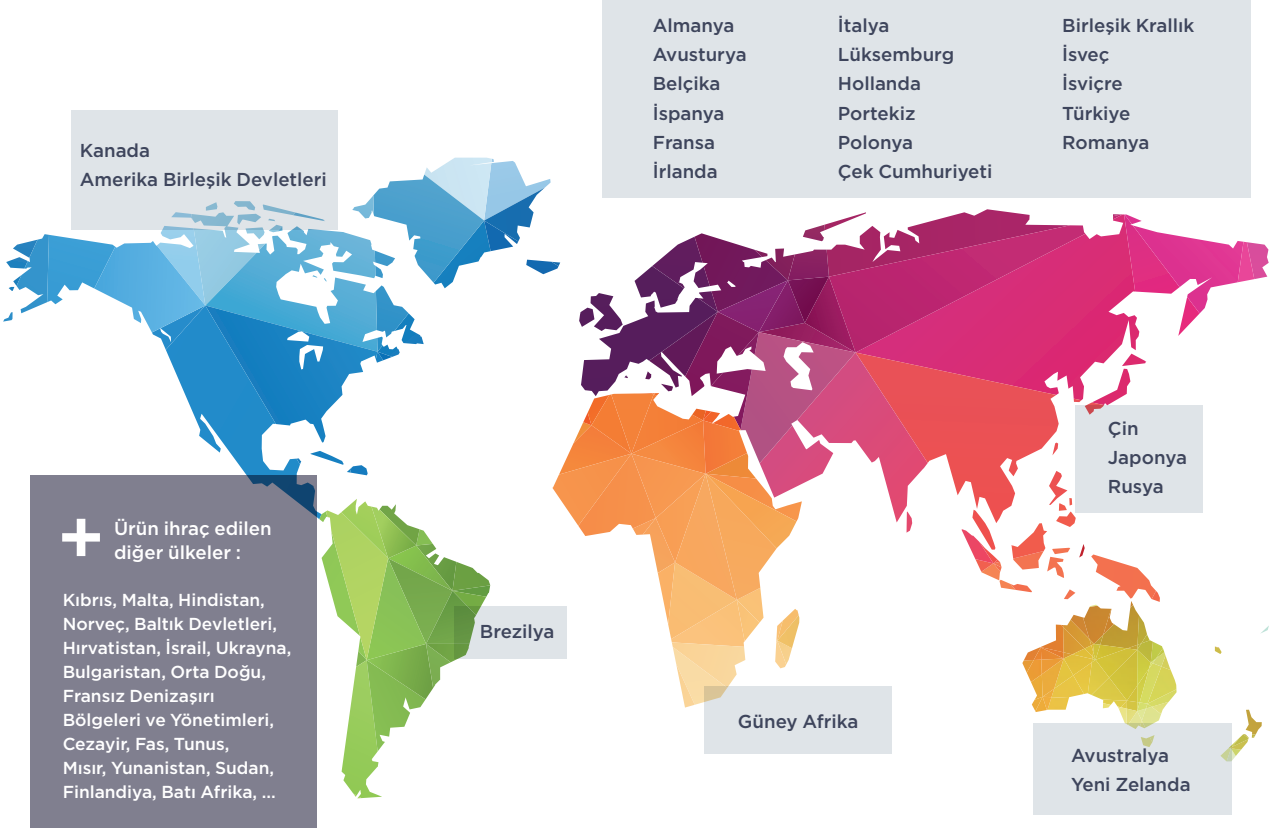 Almanya
Avusturya
Belçika
İspanya
Fransa
İrlanda
İtalya
Lüksemburg
Hollanda
Portekiz
Polonya
Çek Cumhuriyeti
Birleşik Krallık
İsveç
İsviçre
Türkiye
Romanya
Kanada
Amerika Birleşik Devletleri
Çin
Japonya
Rusya
+ Ürün ihraç edilen
diğer ülkeler :
Kıbrıs, Malta, Hindistan,
Norveç, Baltık Devletleri,
Hırvatistan, İsrail, Ukrayna,
Bulgaristan, Orta Doğu,
Fransız Denizaşırı
Bölgeleri ve Yönetimleri,
Cezayir, Fas, Tunus,
Mısır, Yunanistan, Sudan,
Finlandiya, Batı Afrika, ...
Brezilya
Güney Afrika
Avustralya
Yeni Zelanda